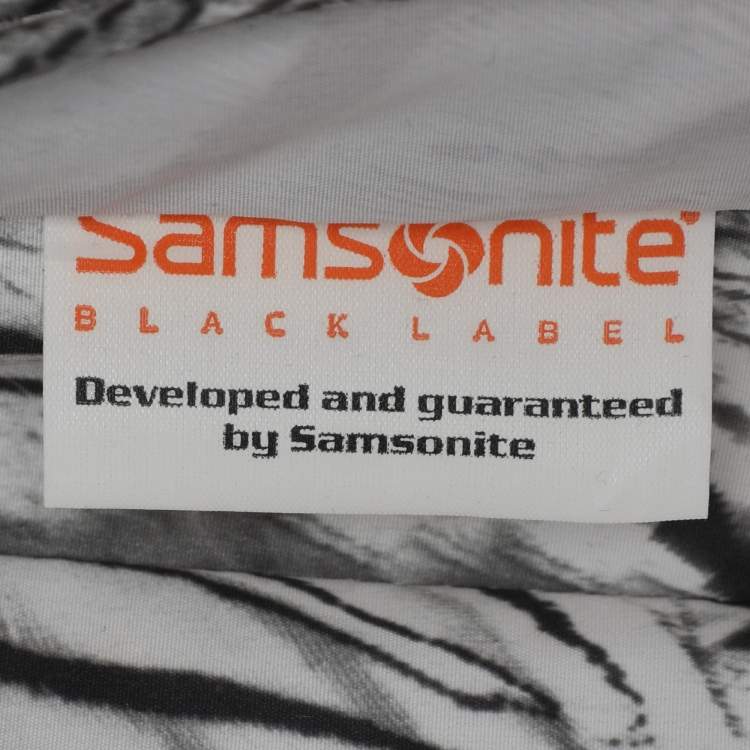 Samsonite
BLACK LABEL
Developed and guaranteed
by Samsonite